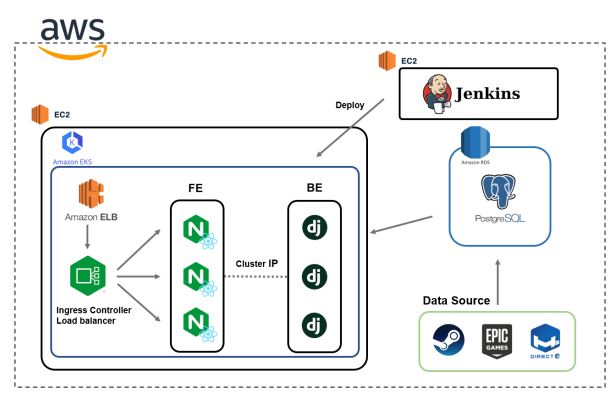 aws
EC2
Jenkins
EC2
Deploy
Amazon EKS
Amazon RDS
FE
BE
Amazon ELB
PostgreSQL
N
dj
Cluster IP
N
dj
Ingress Controller
Load balancer
N
dj
Data Source
EPIC
GAMES
DIRECT G